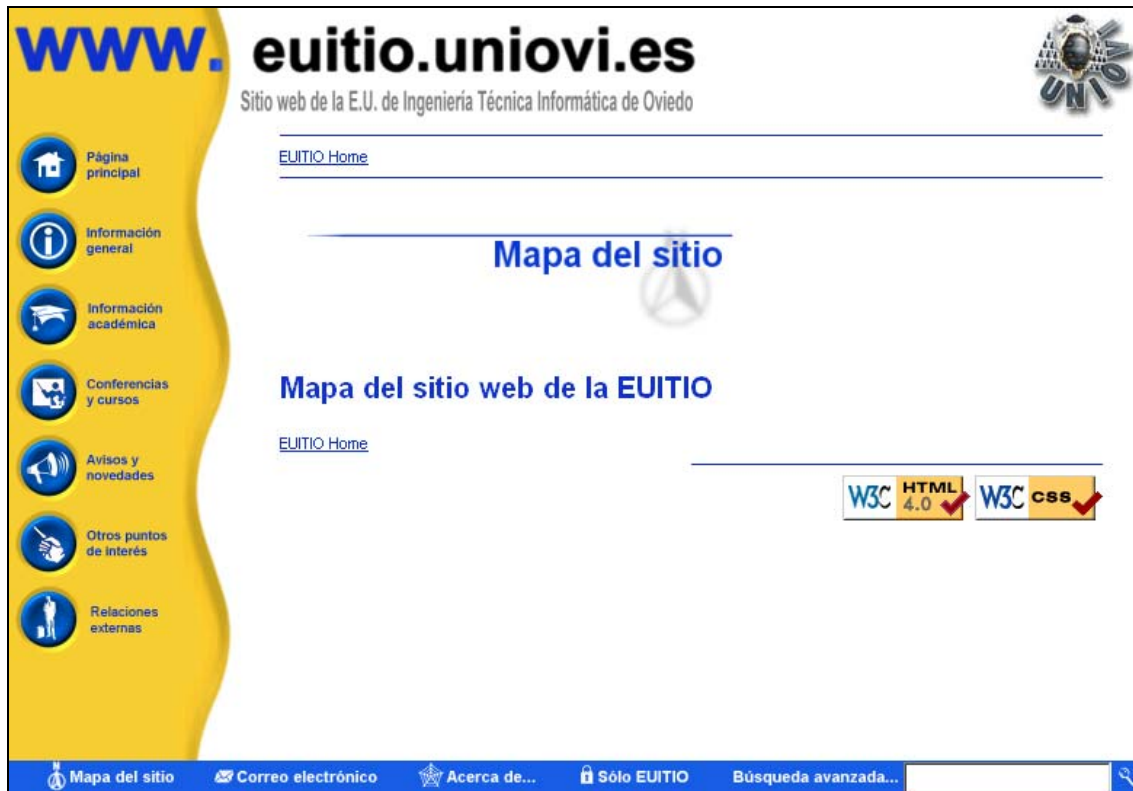 www. euitio.uniovi.es
Sitio web de la E.U. de Ingeniería Técnica Informática de Oviedo
UNIOVI
Página
principal
Información
general
Información
académica
Conferencias
y cursos
Avisos y
novedades
Otros puntos
de interés
Relaciones
externas
EUITIO Home
Mapa del sitio
Mapa del sitio web de la EUITIO
EUITIO Home
W3C HTML 4.0
W3C css
N
Mapa del sitio
Correo electrónico
Acerca de...
Sólo EUITIO
Búsqueda avanzada...